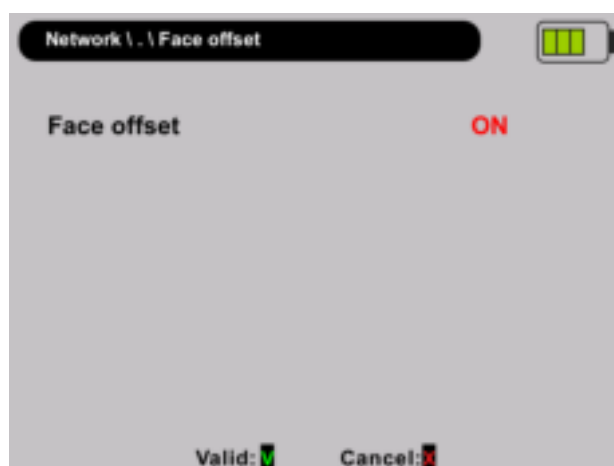 Network \ . \ Face offset
Face offset ON
Valid:V Cancel:X